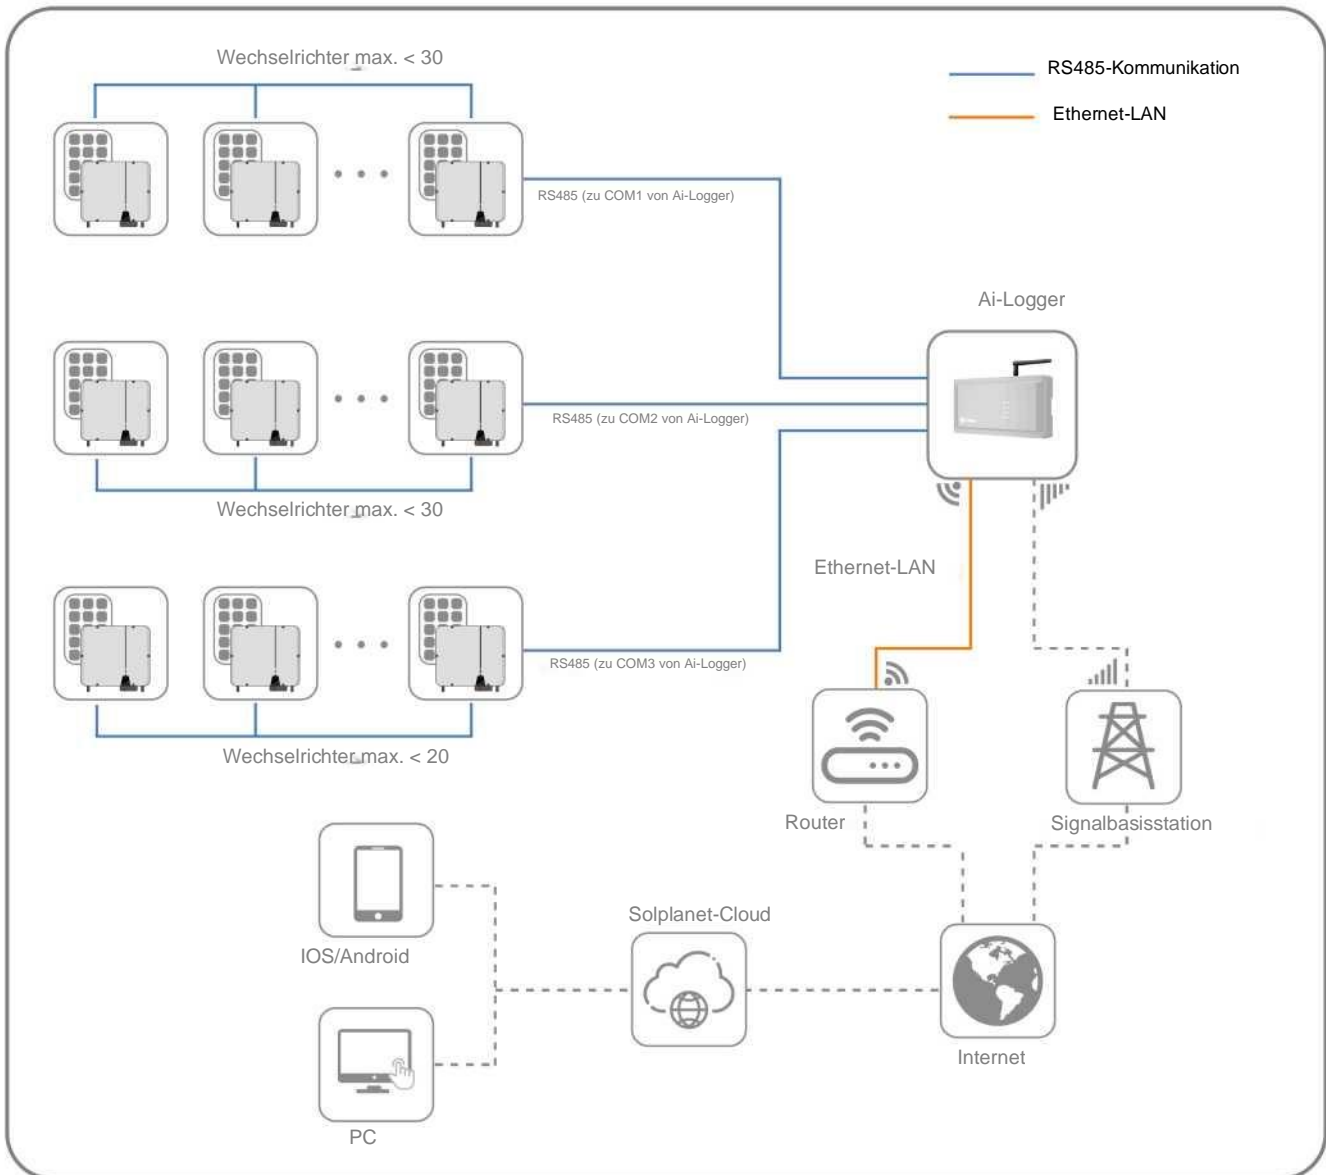 Wechselrichter max. < 30
RS485-Kommunikation
Ethernet-LAN
RS485 (zu COM1 von Ai-Logger)
Ai-Logger
RS485 (zu COM2 von Ai-Logger)
Wechselrichter max. < 30
Ethernet-LAN
RS485 (zu COM3 von Ai-Logger)
Wechselrichter max. < 20
Router
Signalbasisstation
Solplanet-Cloud
IOS/Android
Internet
PC